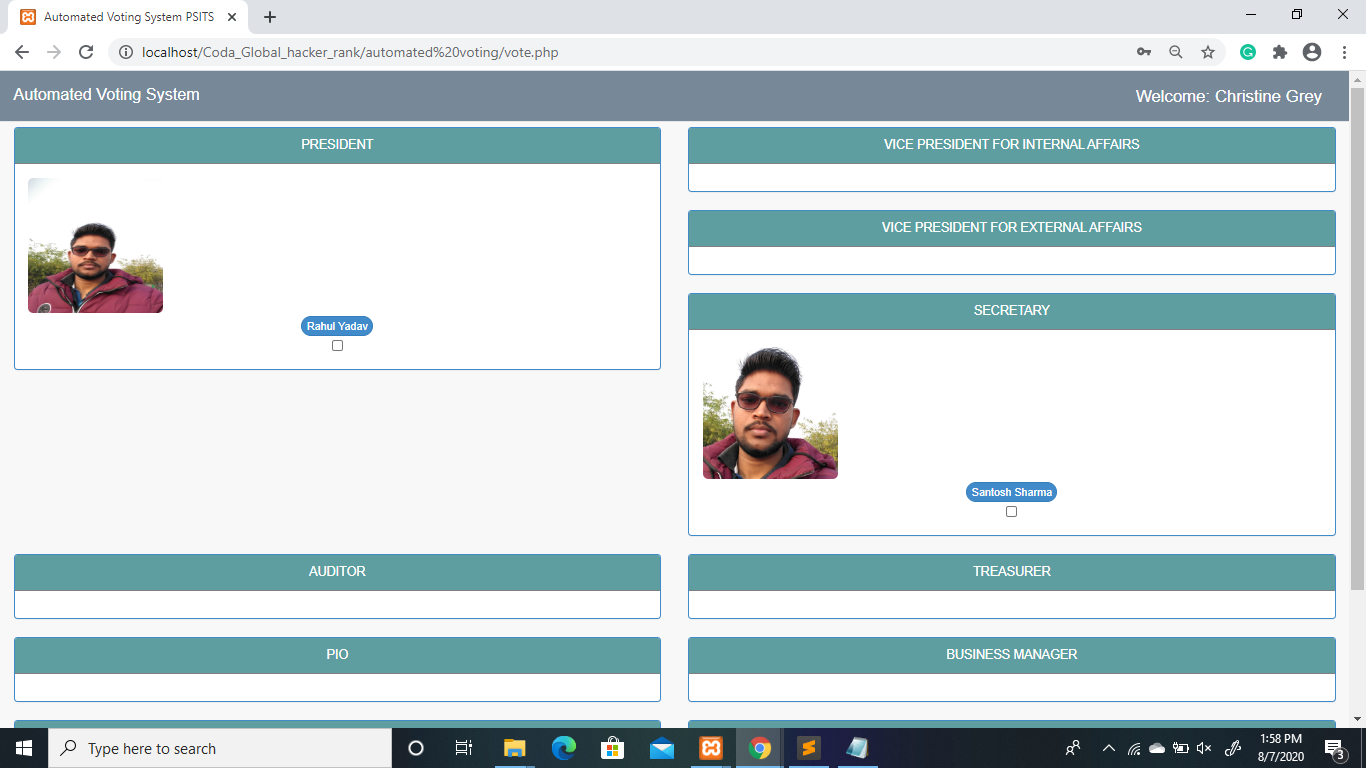 Automated Voting System PSITS
localhost/Coda_Global_hacker_rank/automated%20voting/vote.php
Automated Voting System
Welcome: Christine Grey
PRESIDENT
Rahul Yadav
VICE PRESIDENT FOR INTERNAL AFFAIRS
VICE PRESIDENT FOR EXTERNAL AFFAIRS
SECRETARY
Santosh Sharma
AUDITOR
TREASURER
PIO
BUSINESS MANAGER
Type here to search
1:58 PM
8/7/2020
3